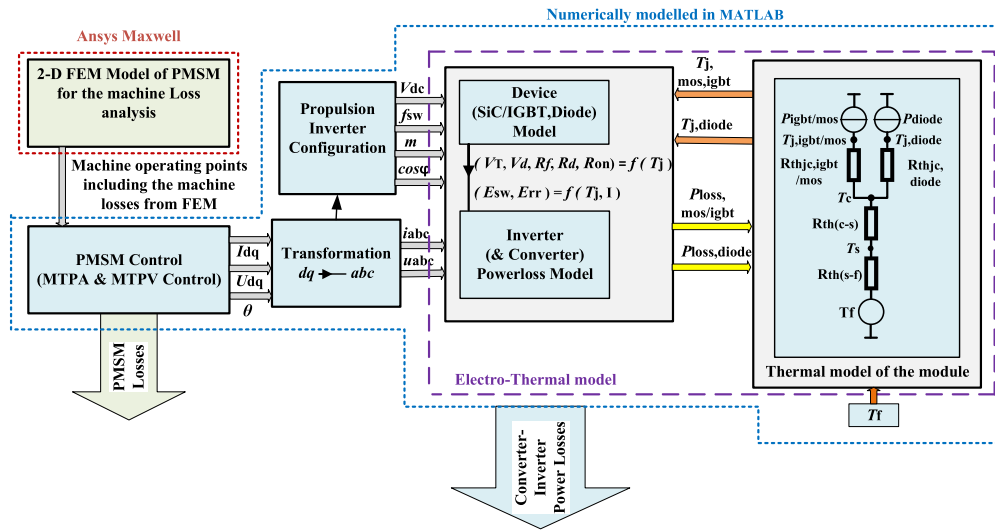 Numerically modelled in MATLAB
Ansys Maxwell
2-D FEM Model of PMSM
for the machine Loss
analysis
Machine operating points
including the machine
losses from FEM
PMSM Control
(MTPA & MTPV Control)
PMSM
Losses
Idq
Udq
θ
Propulsion
Inverter
Configuration
Transformation
dq abc
Vdc
fsw
m
cosφ
iabc
uabc
Device
(SiC/IGBT,Diode)
Model
( VT, Vd, Rf, Rd, Ron) = f ( Tj )
( Esw, Err ) = f ( Tj, I )
Inverter
(& Converter)
Powerloss Model
Electro-Thermal model
Tj,
mos,igbt
Tj,diode
Ploss,
mos/igbt
Ploss,diode
Pigbt/mos
Pdiode
Tj,igbt/mos
Tj,diode
Rthjc,igbt
/mos
Rthjc,
diode
Tc
Rth(c-s)
Ts
Rth(s-f)
Tf
Thermal model of the module
Tf
Converter-
Inverter
Power Losses